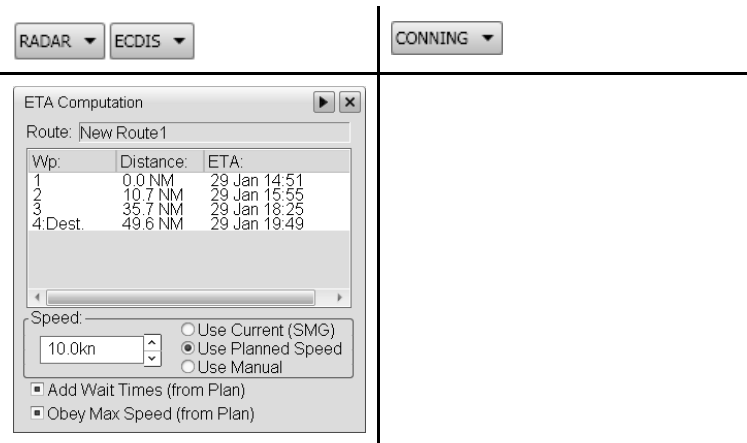 RADAR ECDIS CONNING
ETA Computation
Route: New Route1
Wp: Distance: ETA:
1 0.0 NM 29 Jan 14:51
2 10.7 NM 29 Jan 15:55
3 35.7 NM 29 Jan 18:25
4:Dest. 49.6 NM 29 Jan 19:49
Speed:
Use Current (SMG)
10.0kn Use Planned Speed
Use Manual
Add Wait Times (from Plan)
Obey Max Speed (from Plan)